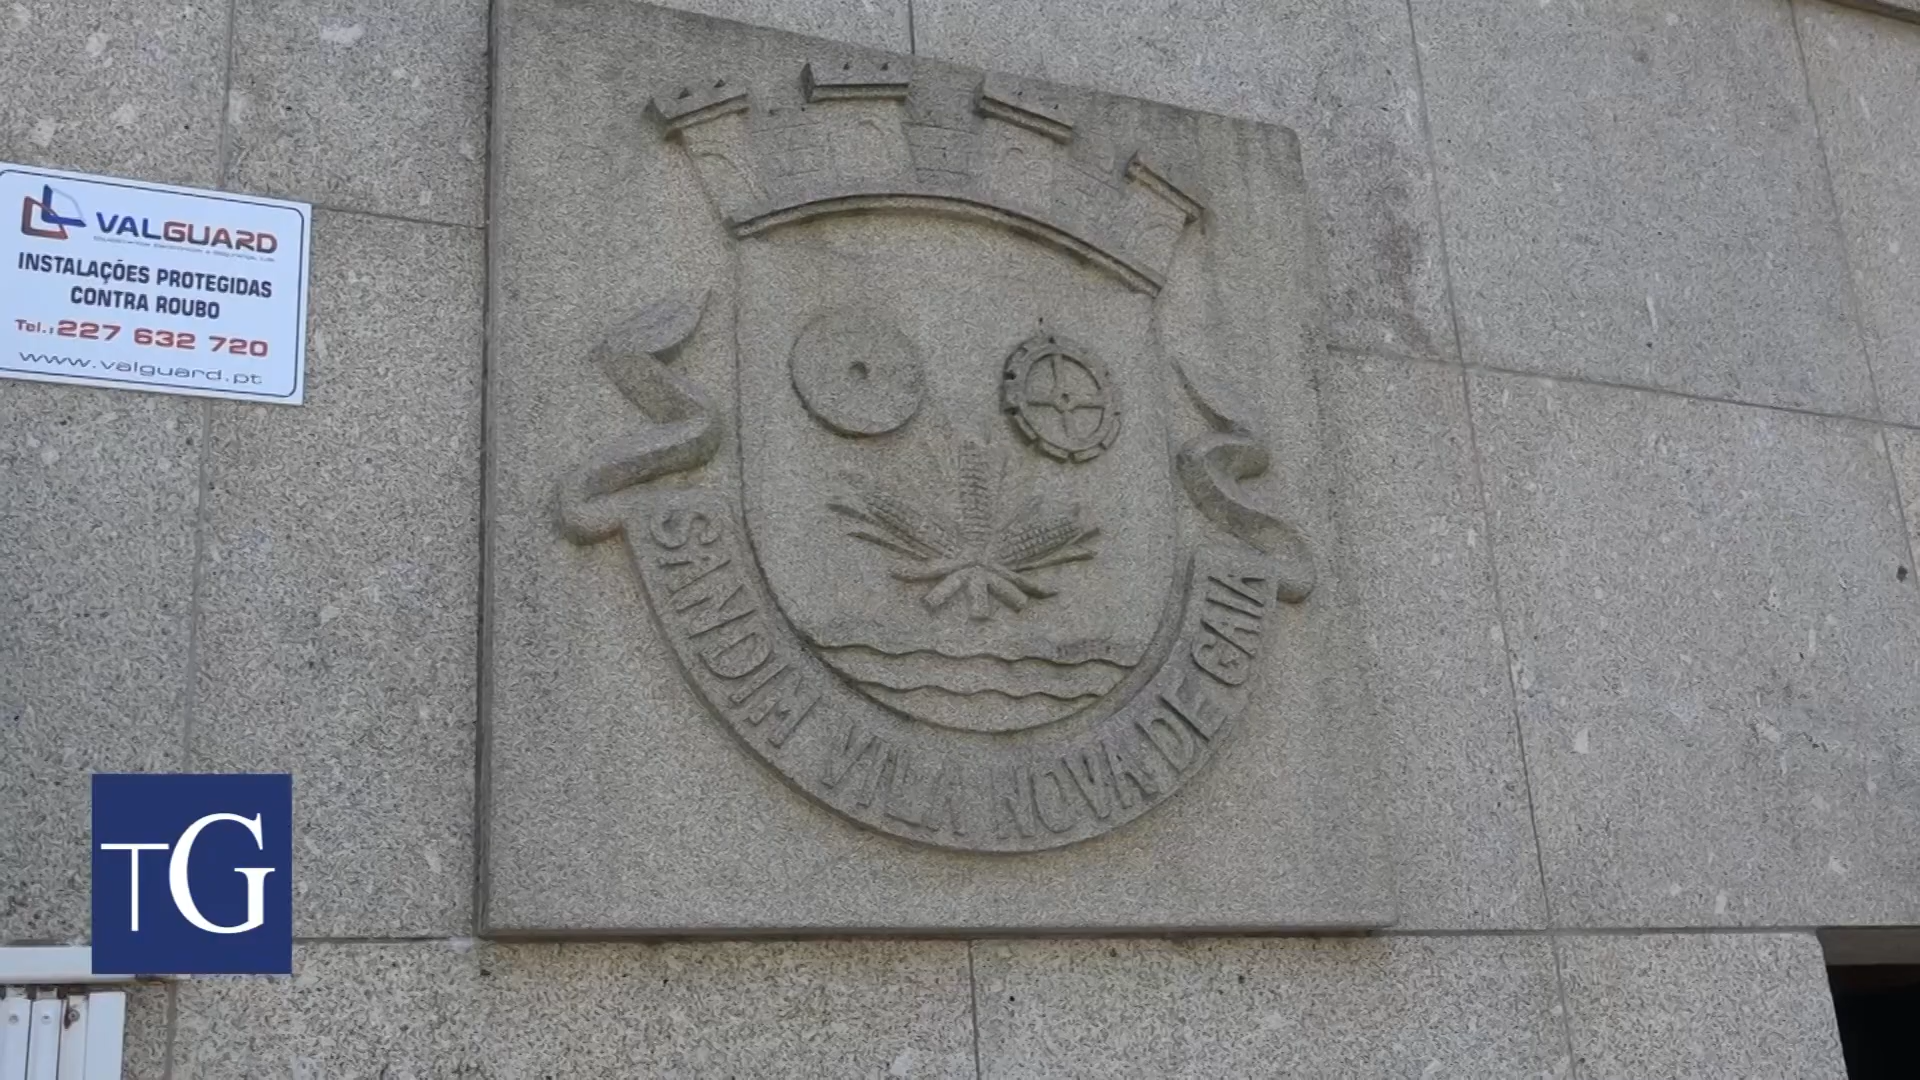 VALGUARD
INSTALAÇÕES PROTEGIDAS
CONTRA ROUBO
Tel.: 227 632 720
www.valguard.pt
SANDIM VILA NOVA DE GAIA
TG